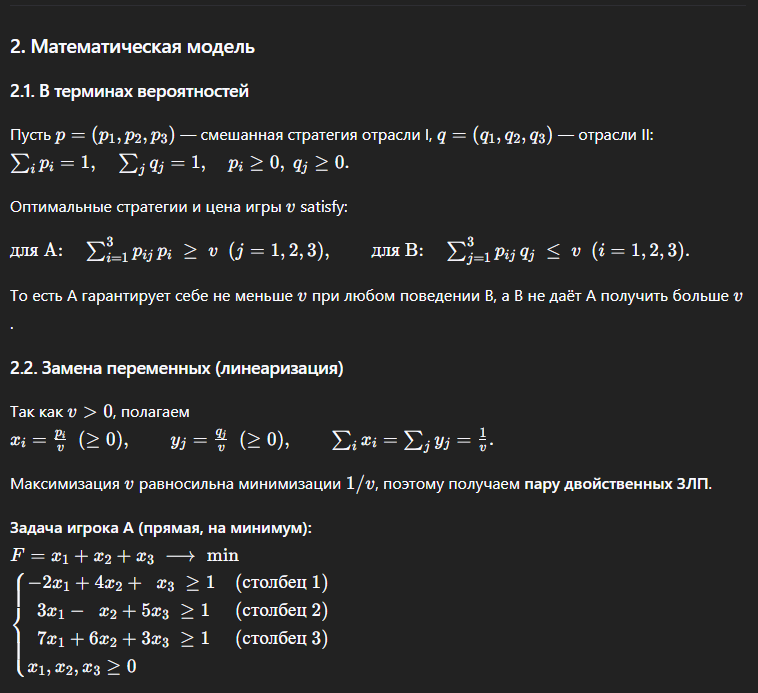 2. Математическая модель
2.1. В терминах вероятностей
Пусть p = (p₁, p₂, p₃) — смешанная стратегия отрасли I, q = (q₁, q₂, q₃) — отрасли II:
∑ᵢ pᵢ = 1, ∑ⱼ qⱼ = 1, pᵢ ≥ 0, qⱼ ≥ 0.
Оптимальные стратегии и цена игры v satisfy:
для A: ∑³ᵢ₌₁ pᵢⱼ pᵢ ≥ v (j = 1, 2, 3), для B: ∑³ⱼ₌₁ pᵢⱼ qⱼ ≤ v (i = 1, 2, 3).
То есть A гарантирует себе не меньше v при любом поведении B, а B не даёт A получить больше v
.
2.2. Замена переменных (линеаризация)
Так как v > 0, полагаем
xᵢ = pᵢ/v (≥ 0), yⱼ = qⱼ/v (≥ 0), ∑ᵢ xᵢ = ∑ⱼ yⱼ = 1/v.
Максимизация v равносильна минимизации 1/v, поэтому получаем пару двойственных ЗЛП.
Задача игрока A (прямая, на минимум):
F = x₁ + x₂ + x₃ ⟶ min
−2x₁ + 4x₂ + x₃ ≥ 1 (столбец 1)
3x₁ − x₂ + 5x₃ ≥ 1 (столбец 2)
7x₁ + 6x₂ + 3x₃ ≥ 1 (столбец 3)
x₁, x₂, x₃ ≥ 0